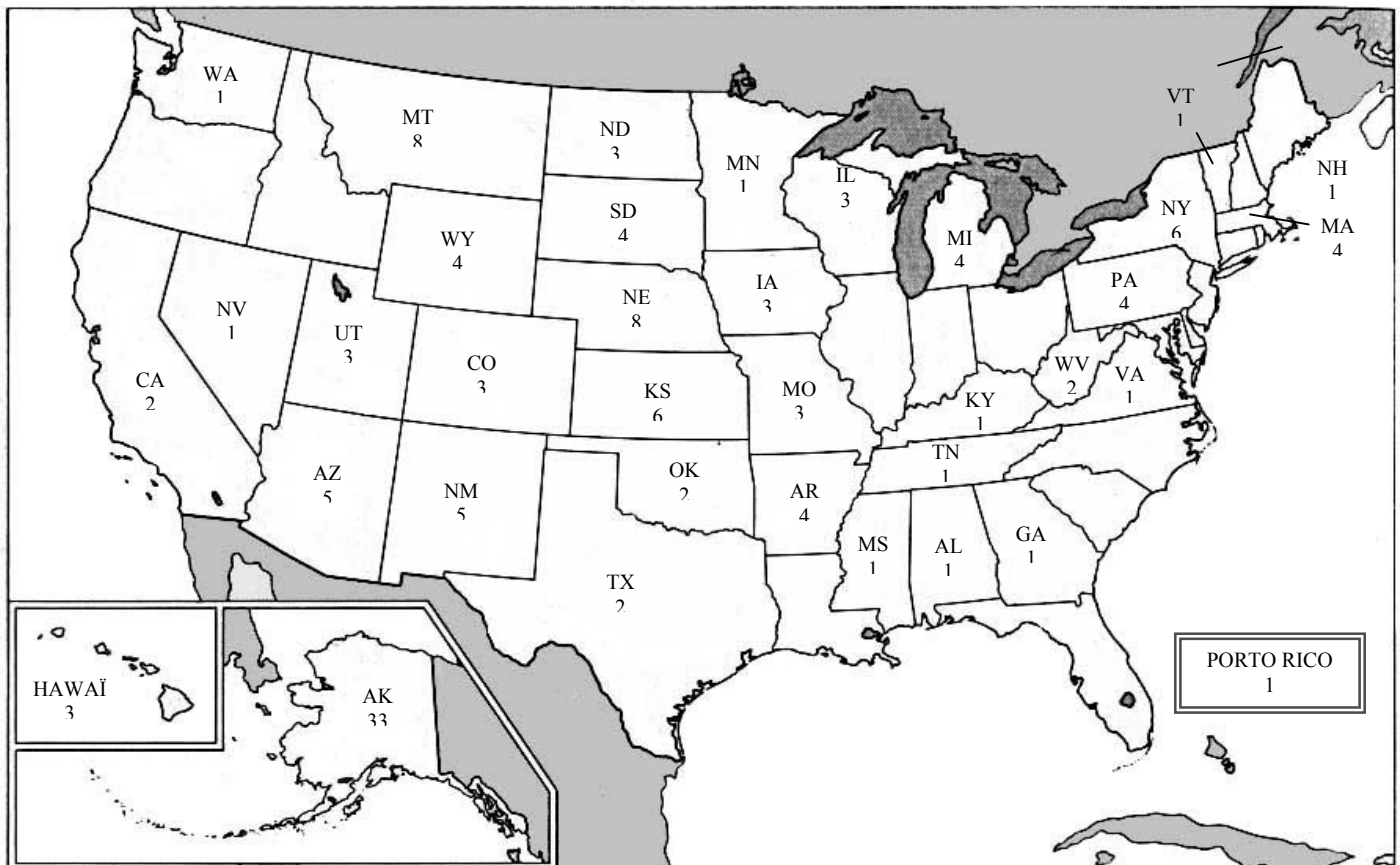 WA
1
MT
8
ND
3
MN
1
IL
3
VT
1
NH
1
MA
4
NY
6
SD
4
WY
4
MI
4
PA
4
IA
3
NE
8
NV
1
UT
3
CO
3
CA
2
KS
6
MO
3
WV
2
VA
1
KY
1
TN
1
AZ
5
NM
5
OK
2
AR
4
MS
1
AL
1
GA
1
TX
2
HAWAÏ
3
AK
33
PORTO RICO
1